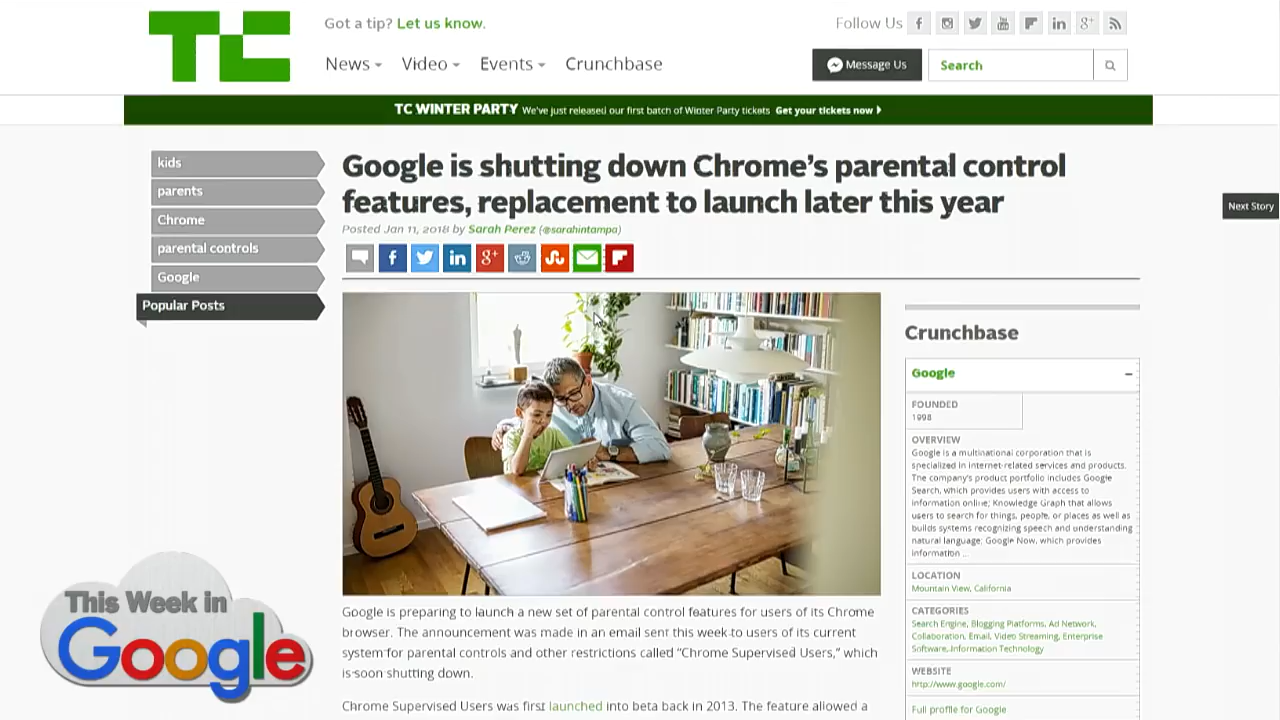 TC
Got a tip? Let us know.
Follow Us
News
Video
Events
Crunchbase
Message Us
Search
TC WINTER PARTY We've just released our first batch of Winter Party tickets Get your tickets now
kids
parents
Chrome
parental controls
Google
Popular Posts
Google is shutting down Chrome's parental control
features, replacement to launch later this year
Posted Jan 11, 2018 by Sarah Perez (@sarahintampa)
Next Story
Crunchbase
Google
FOUNDED
1998
OVERVIEW
Google is a multinational corporation that is
specialized in internet-related services and products.
The company's product portfolio includes Google
Search, which provides users with access to
information online; Knowledge Graph that allows
users to search for things, people, or places as well as
builds systems recognizing speech and understanding
natural language; Google Now, which provides
information ...
LOCATION
Mountain View, California
CATEGORIES
Search Engine, Blogging Platforms, Ad Network,
Collaboration, Email, Video Streaming, Enterprise
Software, Information Technology
WEBSITE
http://www.google.com/
Full profile for Google
Google is preparing to launch a new set of parental control features for users of its Chrome
browser. The announcement was made in an email sent this week to users of its current
system for parental controls and other restrictions called "Chrome Supervised Users," which
is soon shutting down.
Chrome Supervised Users was first launched into beta back in 2013. The feature allowed a
This Week in
Google